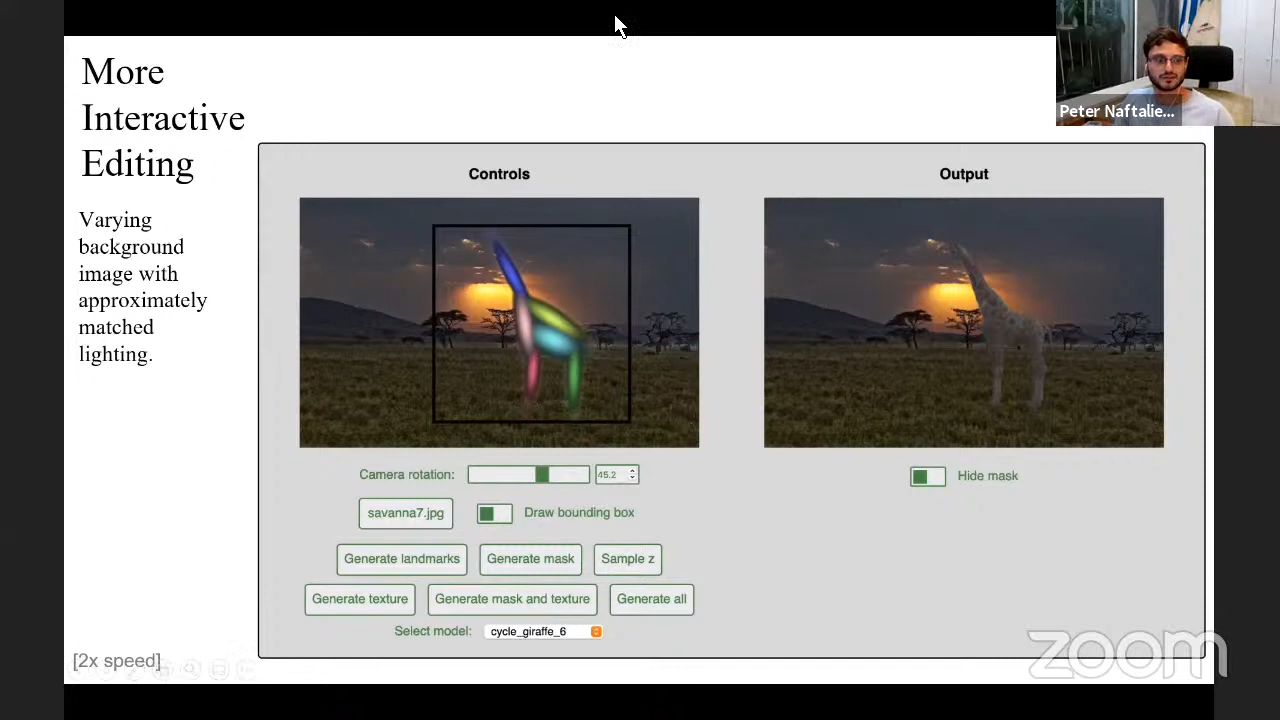 More
Interactive
Editing
Varying
background
image with
approximately
matched
lighting.
Peter Naftalie...
Controls
Output
Camera rotation:
45.2
Hide mask
savanna7.jpg
Draw bounding box
Generate landmarks
Generate mask
Sample z
Generate texture
Generate mask and texture
Generate all
Select model:
cycle_giraffe_6
[2x speed]
zoom